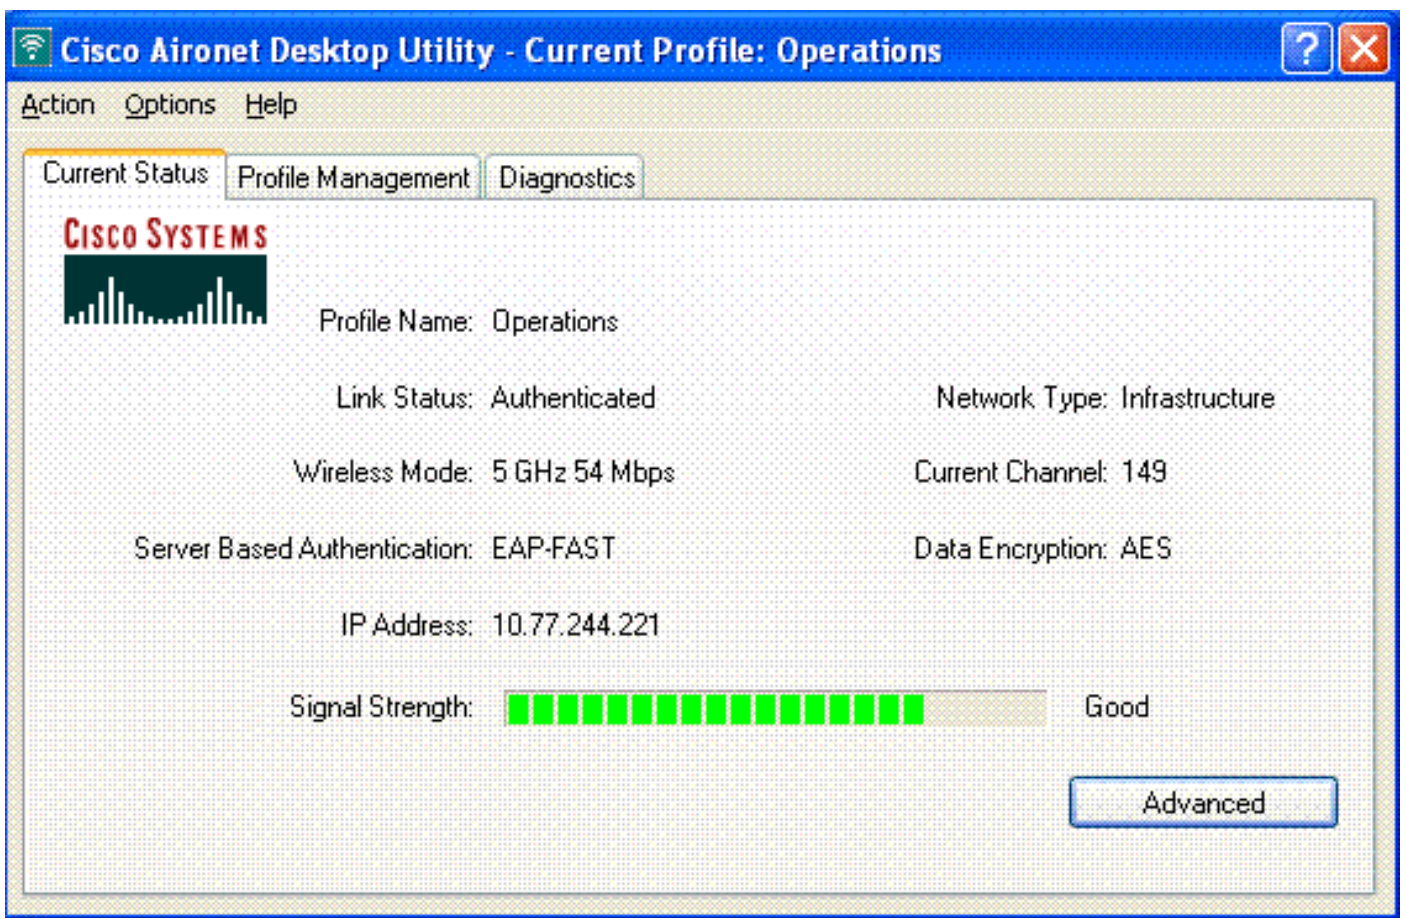 Cisco Aironet Desktop Utility - Current Profile: Operations
Action Options Help
Current Status Profile Management Diagnostics
CISCO SYSTEMS
Profile Name: Operations
Link Status: Authenticated Network Type: Infrastructure
Wireless Mode: 5 GHz 54 Mbps Current Channel: 149
Server Based Authentication: EAP-FAST Data Encryption: AES
IP Address: 10.77.244.221
Signal Strength: Good
Advanced